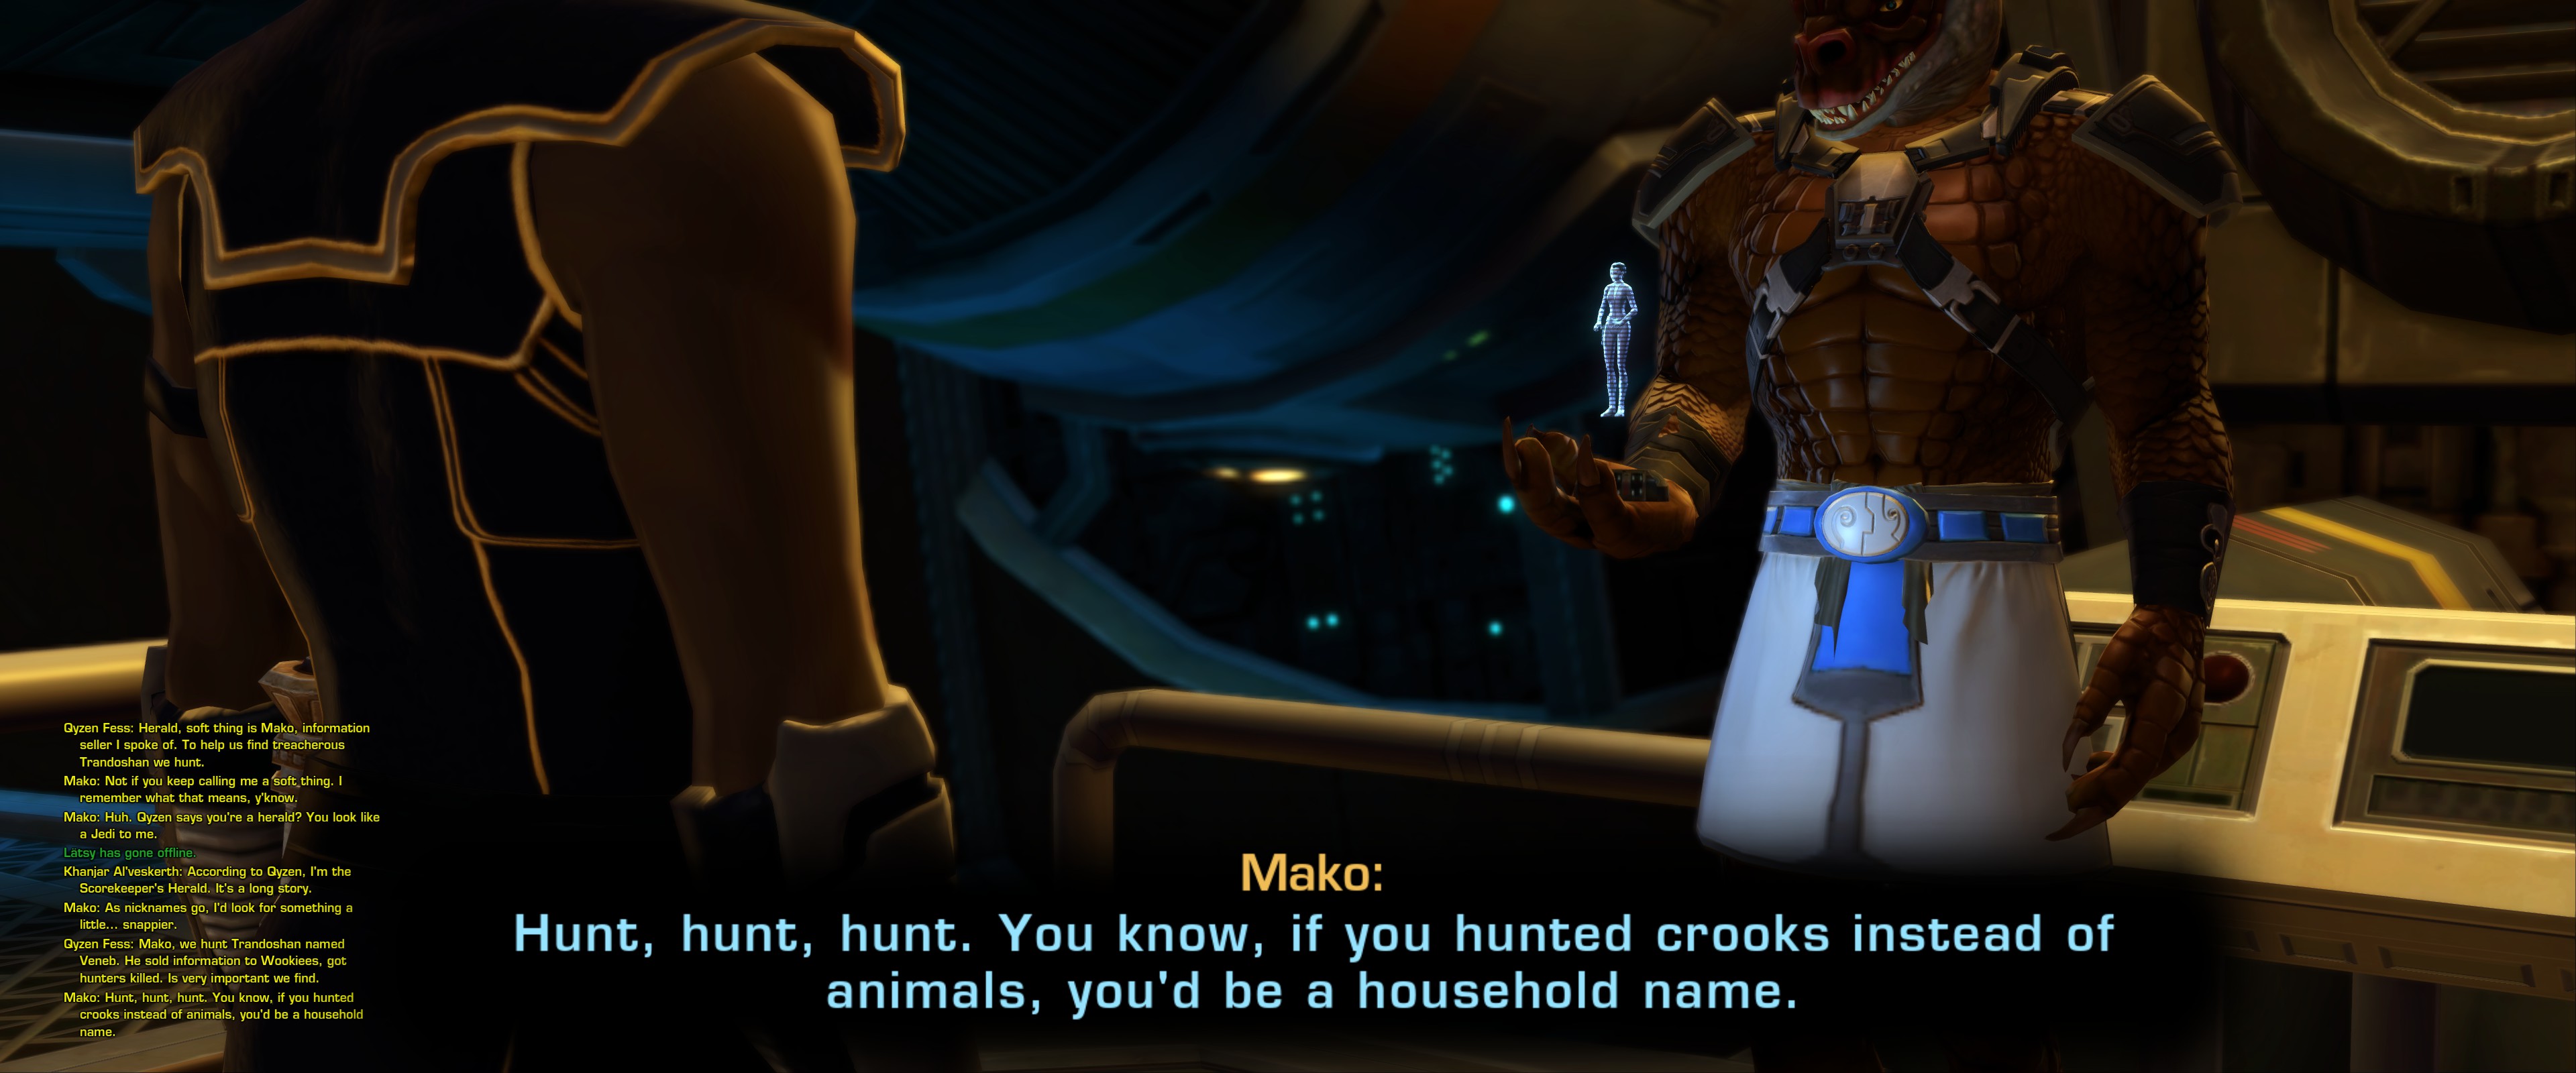 Qyzen Fess: Herald, soft thing is Mako, information
seller I spoke of. To help us find treacherous
Trandoshan we hunt.
Mako: Not if you keep calling me a soft thing. I
remember what that means, y'know.
Mako: Huh. Qyzen says you're a herald? You look like
a Jedi to me.
Látsy has gone offline.
Khanjar Al'veskerth: According to Qyzen, I'm the
Scorekeeper's Herald. It's a long story.
Mako: As nicknames go, I'd look for something a
little... snappier.
Qyzen Fess: Mako, we hunt Trandoshan named
Veneb. He sold information to Wookiees, got
hunters killed. Is very important we find.
Mako: Hunt, hunt, hunt. You know, if you hunted
crooks instead of animals, you'd be a household
name.
Mako:
Hunt, hunt, hunt. You know, if you hunted crooks instead of
animals, you'd be a household name.